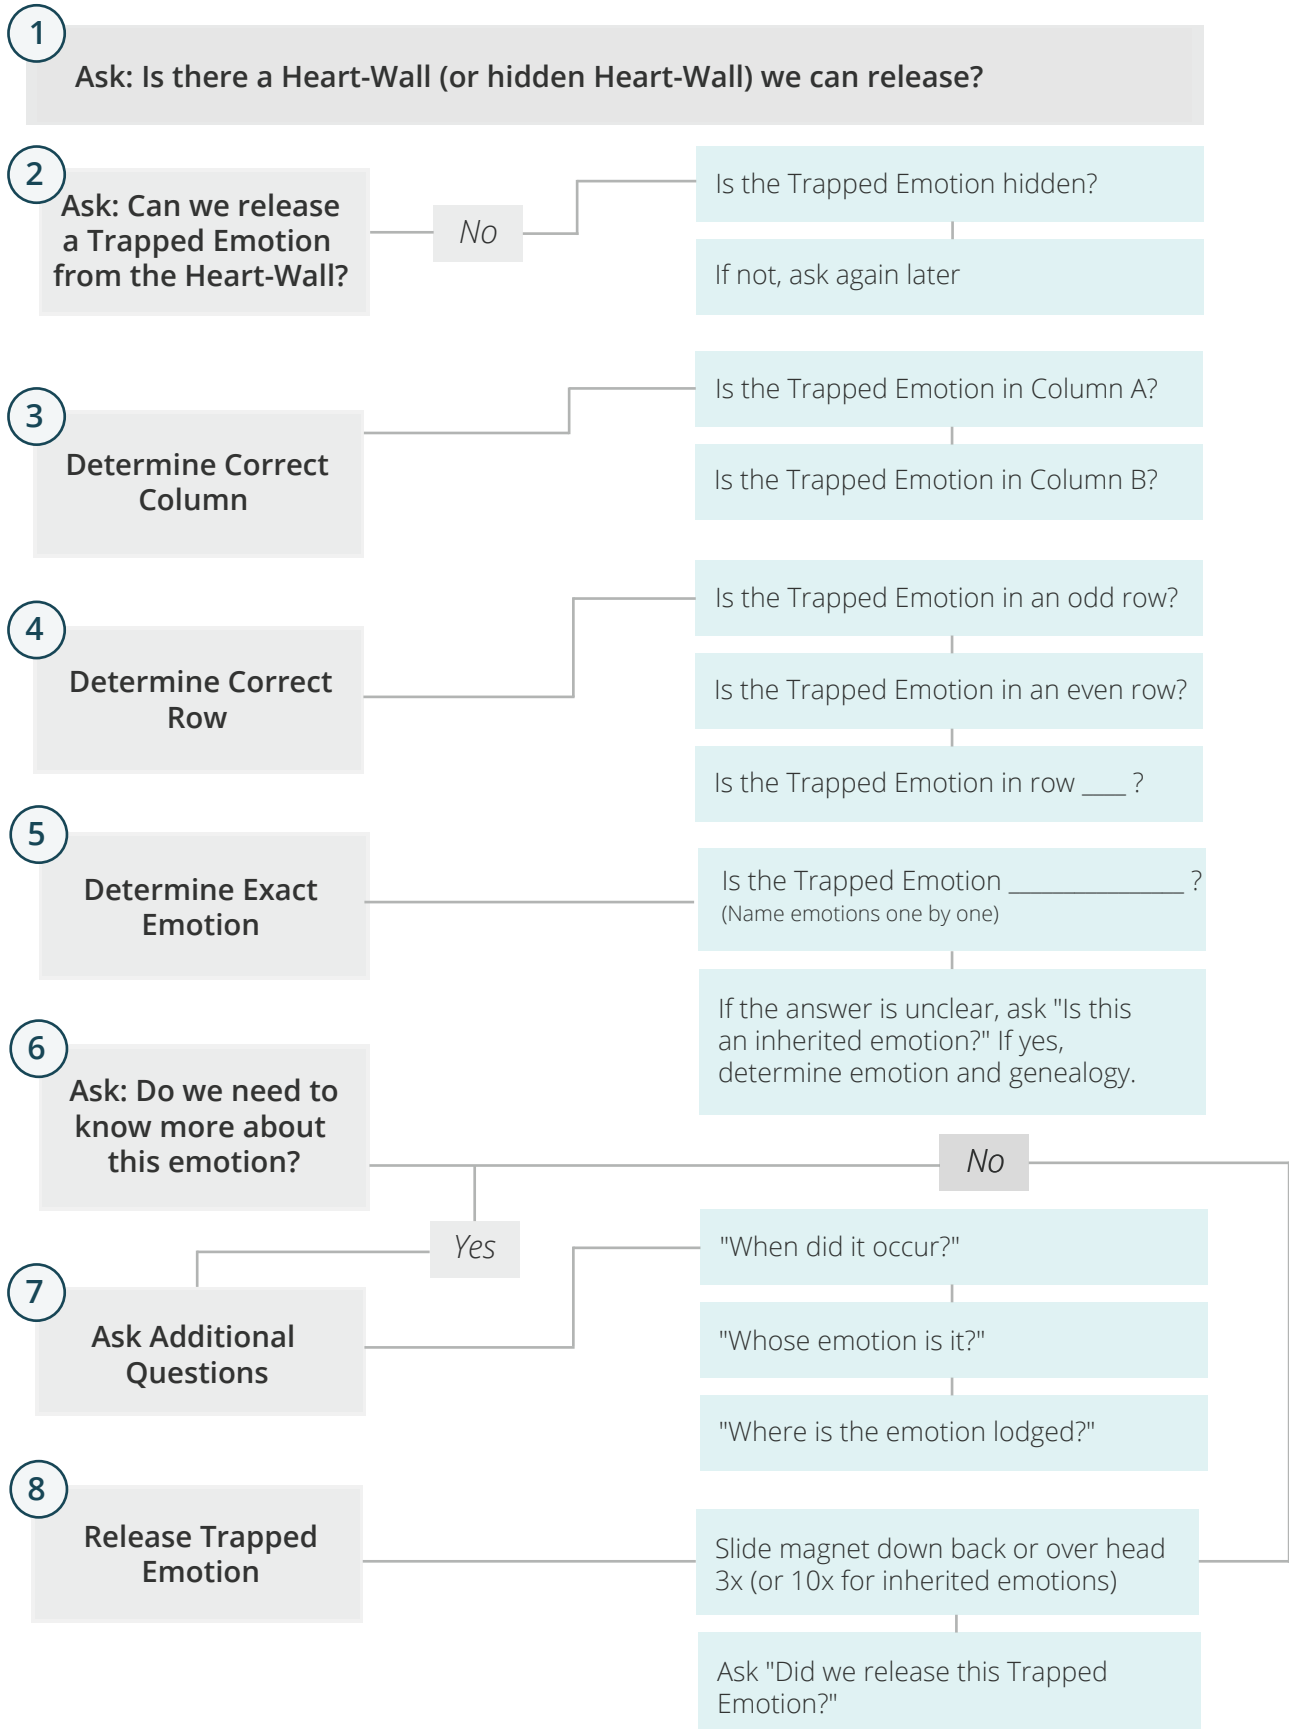 1
Ask: Is there a Heart-Wall (or hidden Heart-Wall) we can release?
2
Ask: Can we release
a Trapped Emotion
from the Heart-Wall?
No
Is the Trapped Emotion hidden?
If not, ask again later
3
Determine Correct
Column
Is the Trapped Emotion in Column A?
Is the Trapped Emotion in Column B?
4
Determine Correct
Row
Is the Trapped Emotion in an odd row?
Is the Trapped Emotion in an even row?
Is the Trapped Emotion in row ___ ?
5
Determine Exact
Emotion
Is the Trapped Emotion ____________ ?
(Name emotions one by one)
If the answer is unclear, ask "Is this
an inherited emotion?" If yes,
determine emotion and genealogy.
6
Ask: Do we need to
know more about
this emotion?
No
Yes
7
Ask Additional
Questions
"When did it occur?"
"Whose emotion is it?"
"Where is the emotion lodged?"
8
Release Trapped
Emotion
Slide magnet down back or over head
3x (or 10x for inherited emotions)
Ask "Did we release this Trapped
Emotion?"